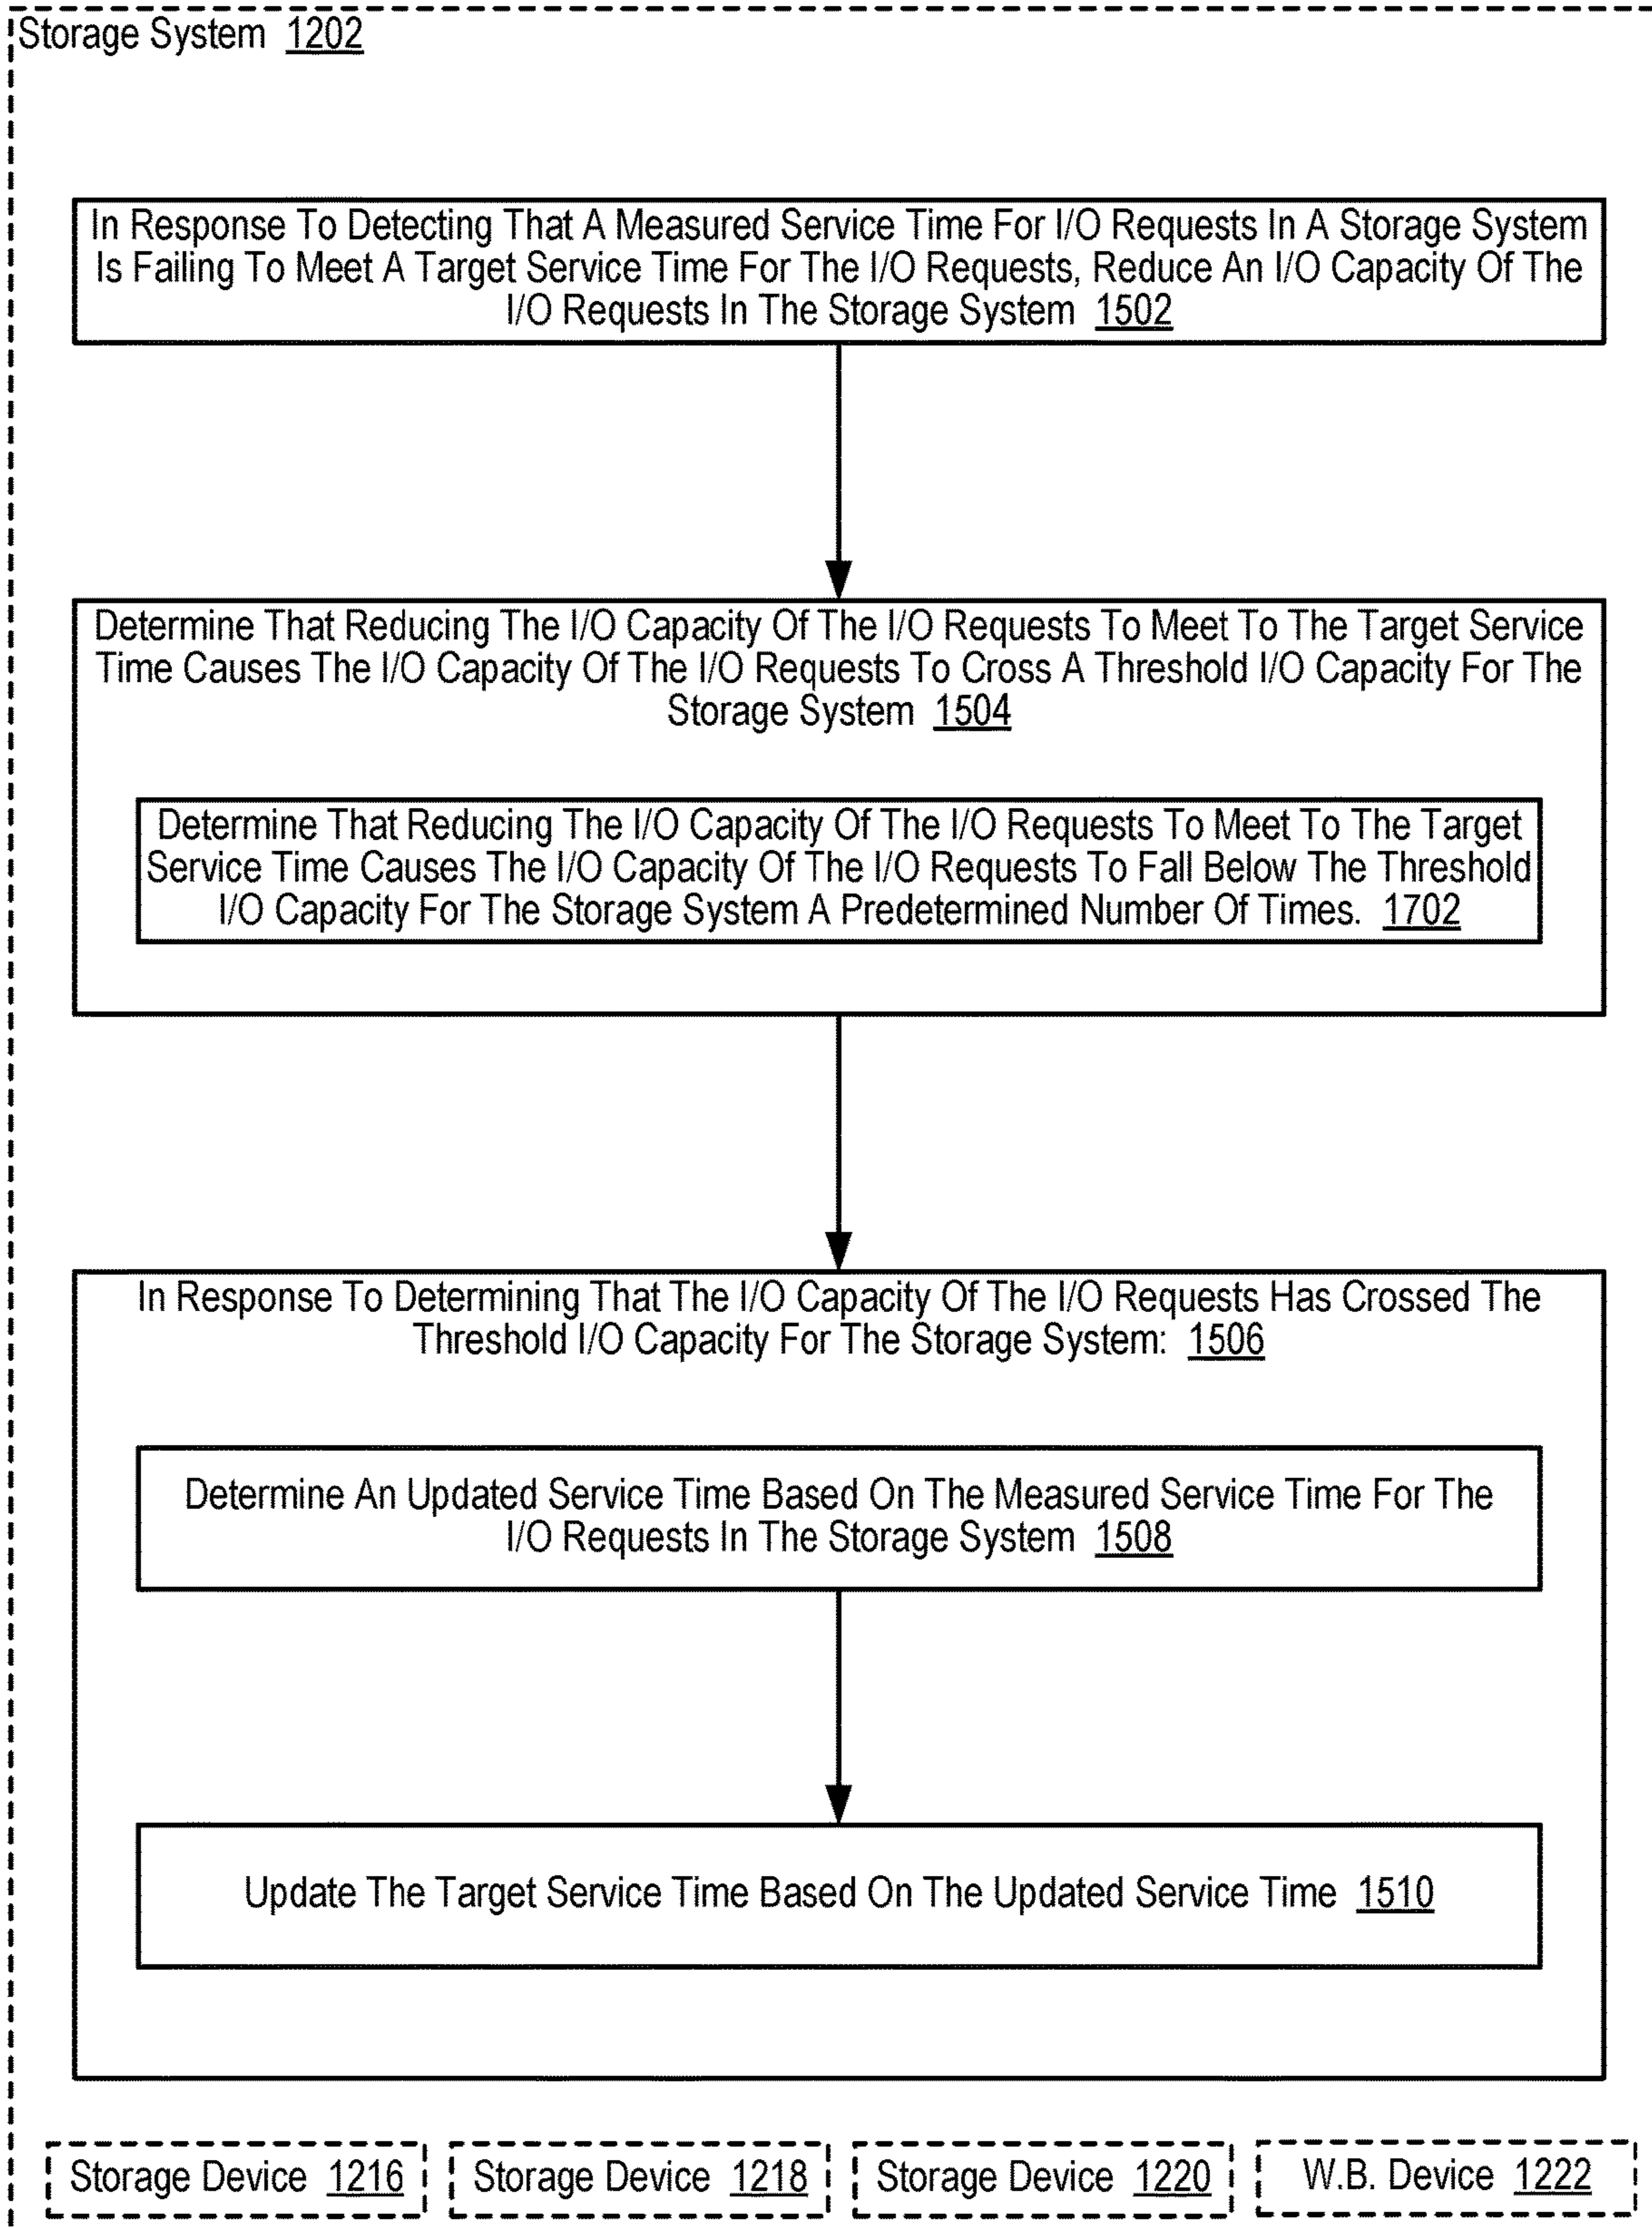 Storage System 1202
In Response To Detecting That A Measured Service Time For I/O Requests In A Storage System
Is Failing To Meet A Target Service Time For The I/O Requests, Reduce An I/O Capacity Of The
I/O Requests In The Storage System 1502
Determine That Reducing The I/O Capacity Of The I/O Requests To Meet To The Target Service
Time Causes The I/O Capacity Of The I/O Requests To Cross A Threshold I/O Capacity For The
Storage System 1504
Determine That Reducing The I/O Capacity Of The I/O Requests To Meet To The Target
Service Time Causes The I/O Capacity Of The I/O Requests To Fall Below The Threshold
I/O Capacity For The Storage System A Predetermined Number Of Times. 1702
In Response To Determining That The I/O Capacity Of The I/O Requests Has Crossed The
Threshold I/O Capacity For The Storage System: 1506
Determine An Updated Service Time Based On The Measured Service Time For The
I/O Requests In The Storage System 1508
Update The Target Service Time Based On The Updated Service Time 1510
Storage Device 1216
Storage Device 1218
Storage Device 1220
W.B. Device 1222